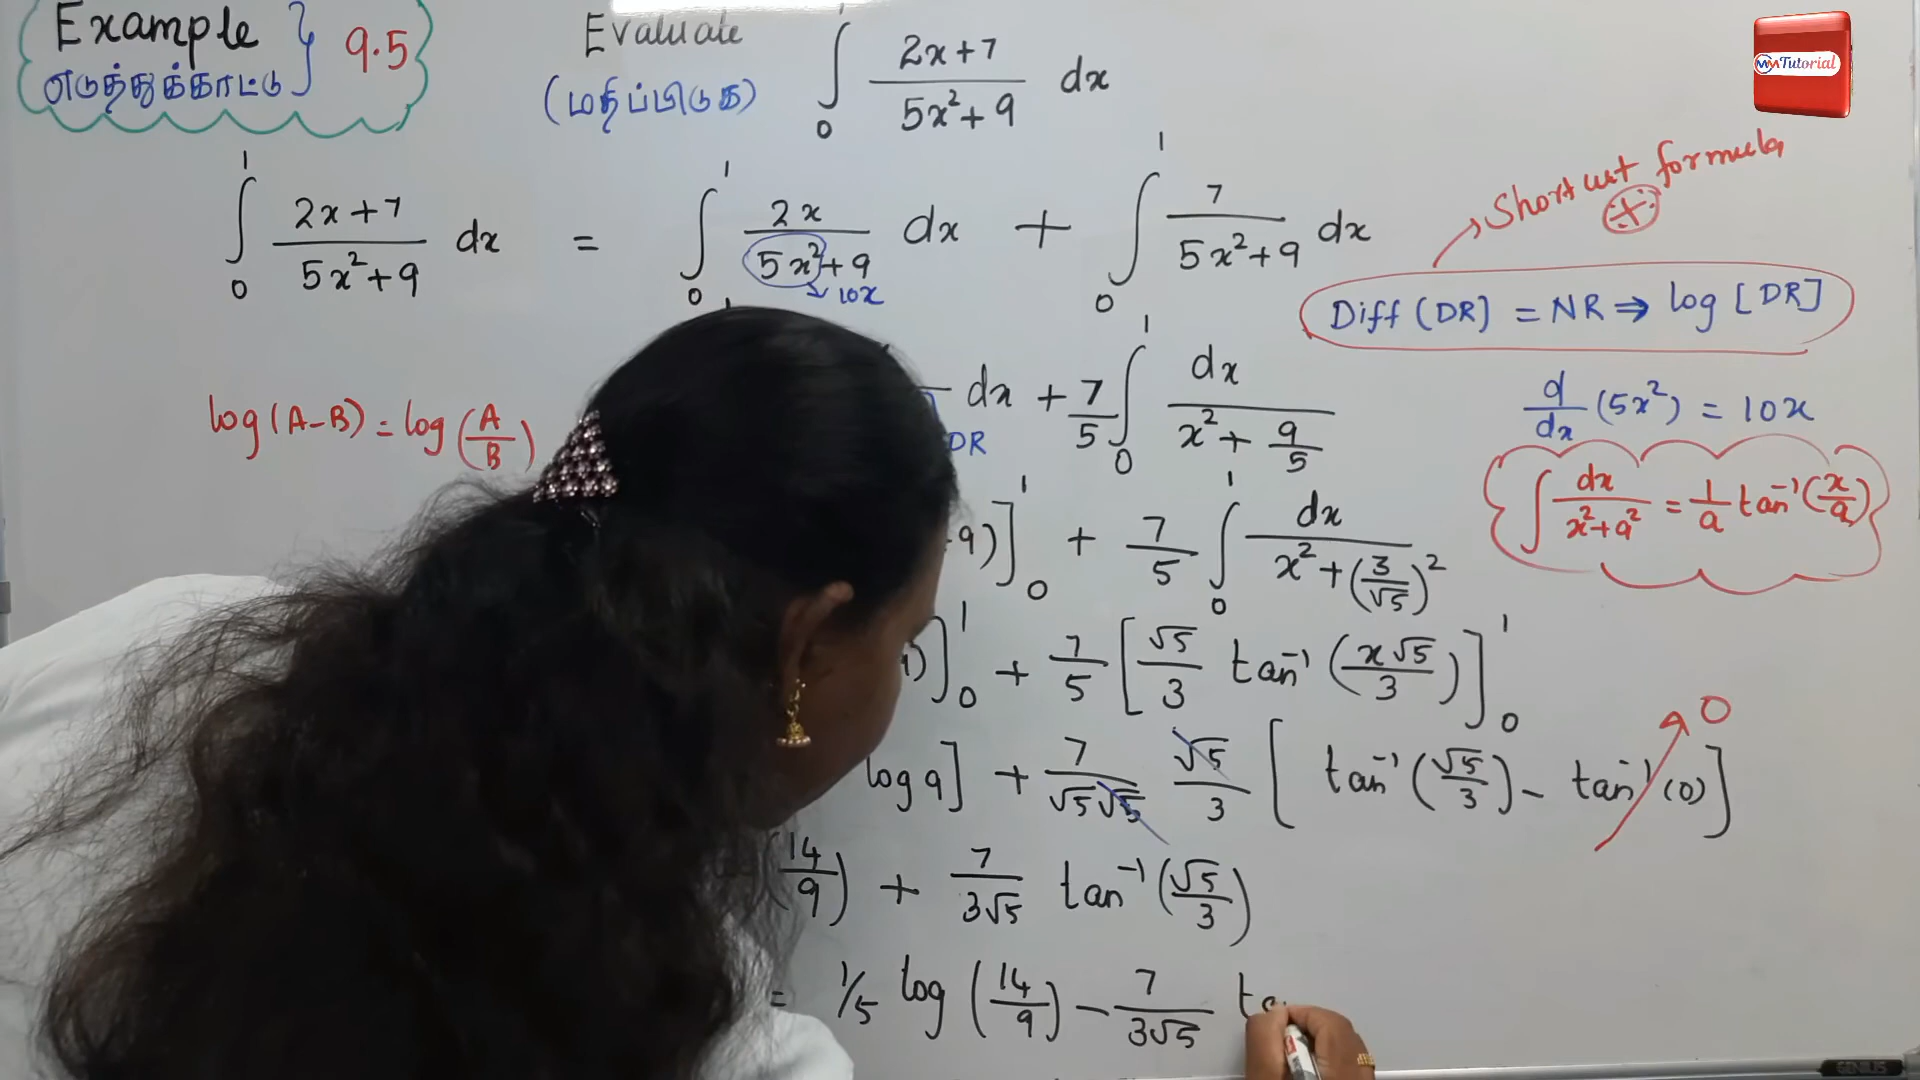 Example } 9.5
எடுத்துக்காட்டு
Evaluate ∫₀¹ (2x+7)/(5x²+9) dx
(மதிப்பிடுக)
MATutorial
∫₀¹ (2x+7)/(5x²+9) dx = ∫₀¹ 2x/(5x²+9) dx + ∫₀¹ 7/(5x²+9) dx
→ 10x
Short cut formula
Diff (DR) = NR ⇒ log [DR]
dx + 7/5 ∫₀¹ dx/(x² + 9/5)
DR
d/dx (5x²) = 10x
log(A-B) = log(A/B)
∫ dx/(x²+a²) = 1/a tan⁻¹(x/a)
9)]₀¹ + 7/5 ∫₀¹ dx/(x² + (3/√5)²)
)]₀¹ + 7/5 [√5/3 tan⁻¹(x√5/3)]₀¹
log 9] + 7/(√5√5) √5/3 [tan⁻¹(√5/3) - tan⁻¹(0)] 0
14/9) + 7/(3√5) tan⁻¹(√5/3)
= 1/5 log (14/9) - 7/(3√5) ta
GENIUS